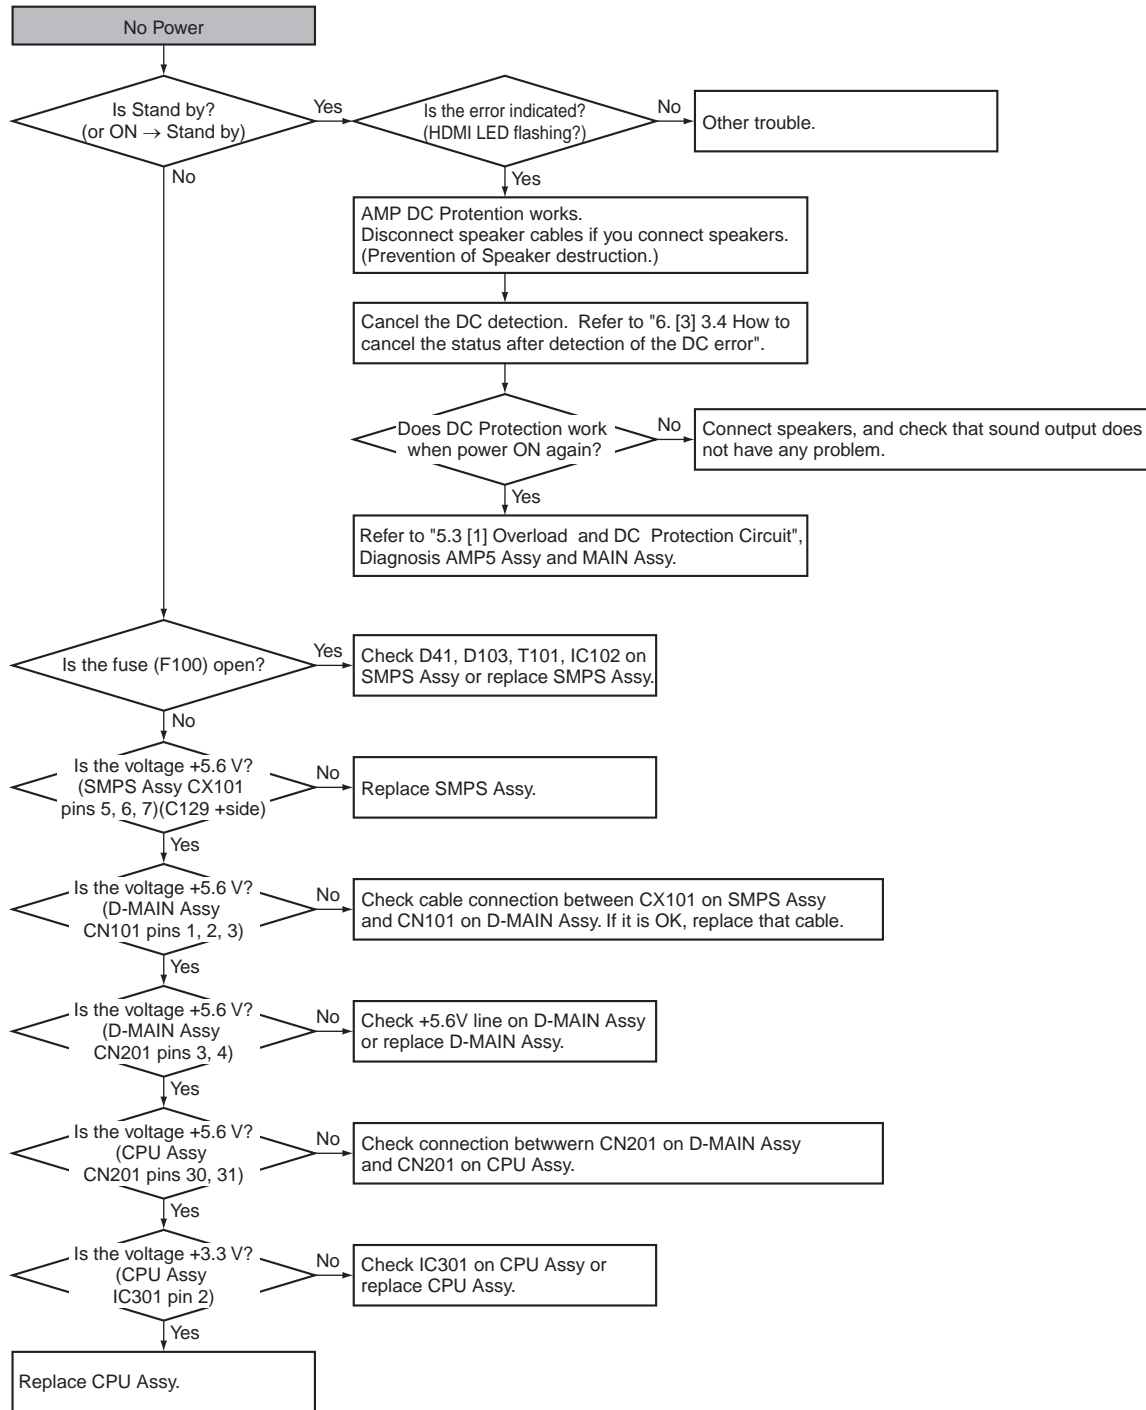 No Power
Is Stand by?
(or ON → Stand by)
Yes
Is the error indicated?
(HDMI LED flashing?)
No
Other trouble.
No
Yes
AMP DC Protention works.
Disconnect speaker cables if you connect speakers.
(Prevention of Speaker destruction.)
Cancel the DC detection. Refer to "6. [3] 3.4 How to
cancel the status after detection of the DC error".
Does DC Protection work
when power ON again?
No
Connect speakers, and check that sound output does
not have any problem.
Yes
Refer to "5.3 [1] Overload and DC Protection Circuit",
Diagnosis AMP5 Assy and MAIN Assy.
Is the fuse (F100) open?
Yes
Check D41, D103, T101, IC102 on
SMPS Assy or replace SMPS Assy.
No
Is the voltage +5.6 V?
(SMPS Assy CX101
pins 5, 6, 7)(C129 +side)
No
Replace SMPS Assy.
Yes
Is the voltage +5.6 V?
(D-MAIN Assy
CN101 pins 1, 2, 3)
No
Check cable connection between CX101 on SMPS Assy
and CN101 on D-MAIN Assy. If it is OK, replace that cable.
Yes
Is the voltage +5.6 V?
(D-MAIN Assy
CN201 pins 3, 4)
No
Check +5.6V line on D-MAIN Assy
or replace D-MAIN Assy.
Yes
Is the voltage +5.6 V?
(CPU Assy
CN201 pins 30, 31)
No
Check connection betwwern CN201 on D-MAIN Assy
and CN201 on CPU Assy.
Yes
Is the voltage +3.3 V?
(CPU Assy
IC301 pin 2)
No
Check IC301 on CPU Assy or
replace CPU Assy.
Yes
Replace CPU Assy.